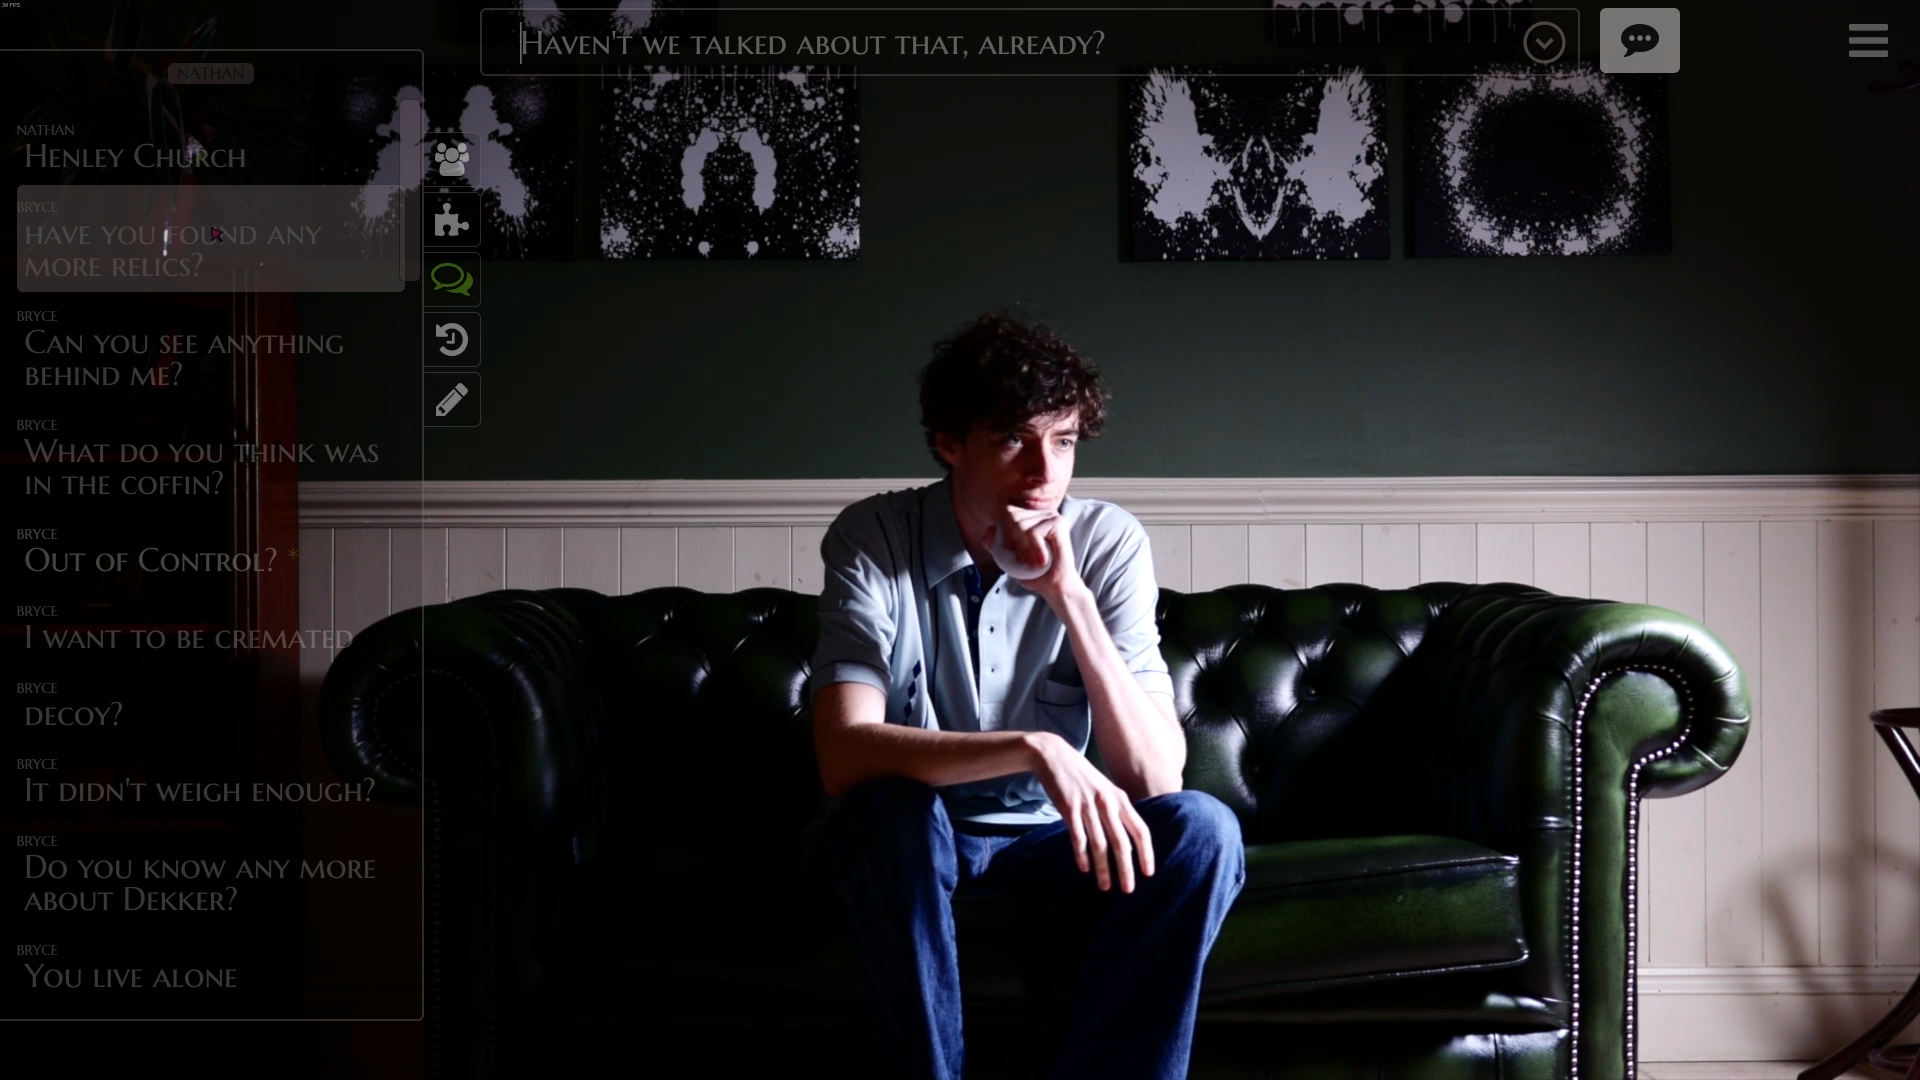 30 FPS
Haven't we talked about that, already?
NATHAN
NATHAN
Henley Church
BRYCE
have you found any
more relics?
BRYCE
Can you see anything
behind me?
BRYCE
What do you think was
in the coffin?
BRYCE
Out of Control? *
BRYCE
I want to be cremated
BRYCE
decoy?
BRYCE
It didn't weigh enough?
BRYCE
Do you know any more
about Dekker?
BRYCE
You live alone